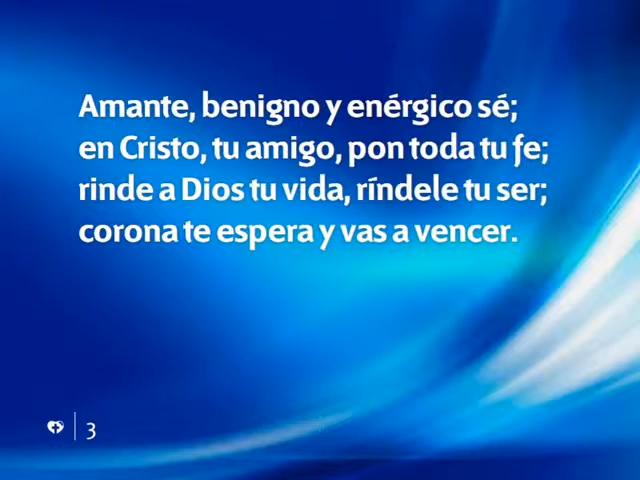 Amante, benigno y enérgico sé;
en Cristo, tu amigo, pon toda tu fe;
rinde a Dios tu vida, ríndele tu ser;
corona te espera y vas a vencer.
3